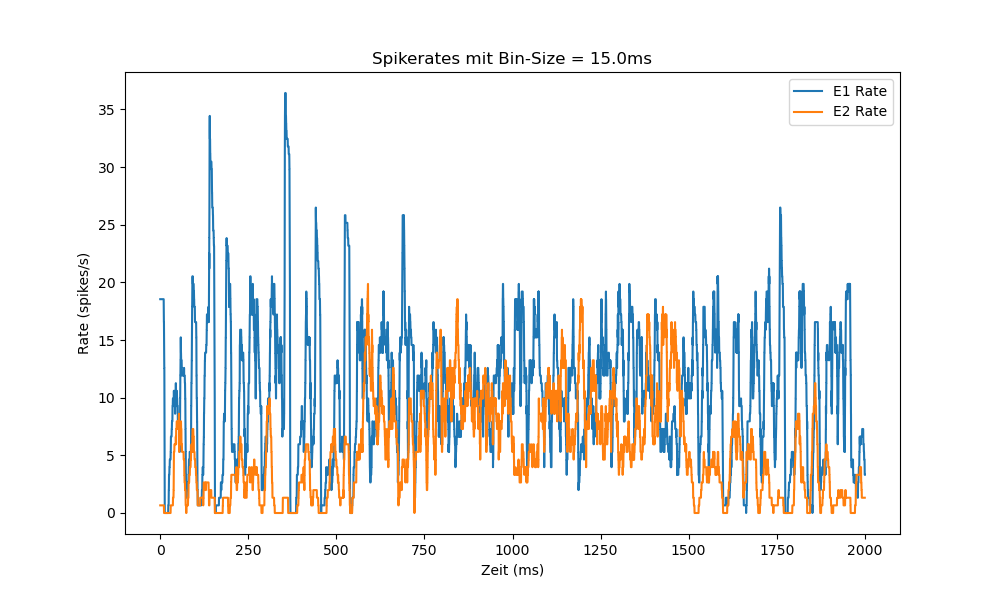 Spikerates mit Bin-Size = 15.0ms
E1 Rate
E2 Rate
35
30
25
20
15
10
5
0
Rate (spikes/s)
0 250 500 750 1000 1250 1500 1750 2000
Zeit (ms)